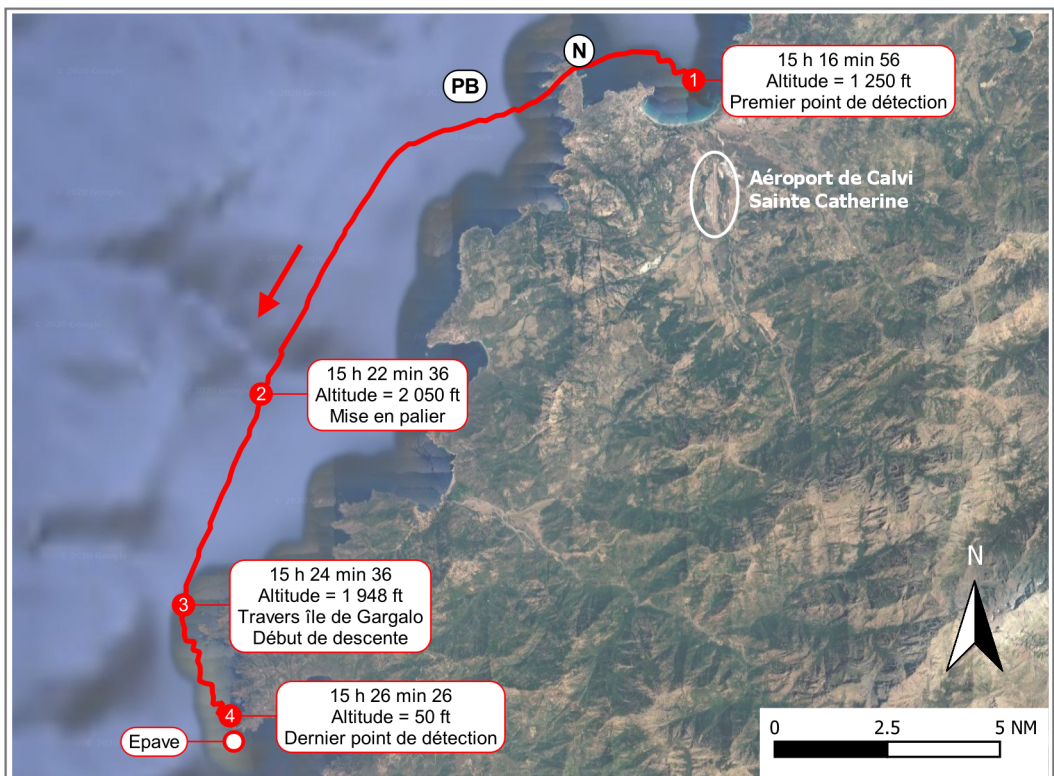 N
PB
1
15 h 16 min 56
Altitude = 1 250 ft
Premier point de détection
Aéroport de Calvi
Sainte Catherine
2
15 h 22 min 36
Altitude = 2 050 ft
Mise en palier
3
15 h 24 min 36
Altitude = 1 948 ft
Travers île de Gargalo
Début de descente
N
4
15 h 26 min 26
Altitude = 50 ft
Dernier point de détection
Epave
0 2.5 5 NM